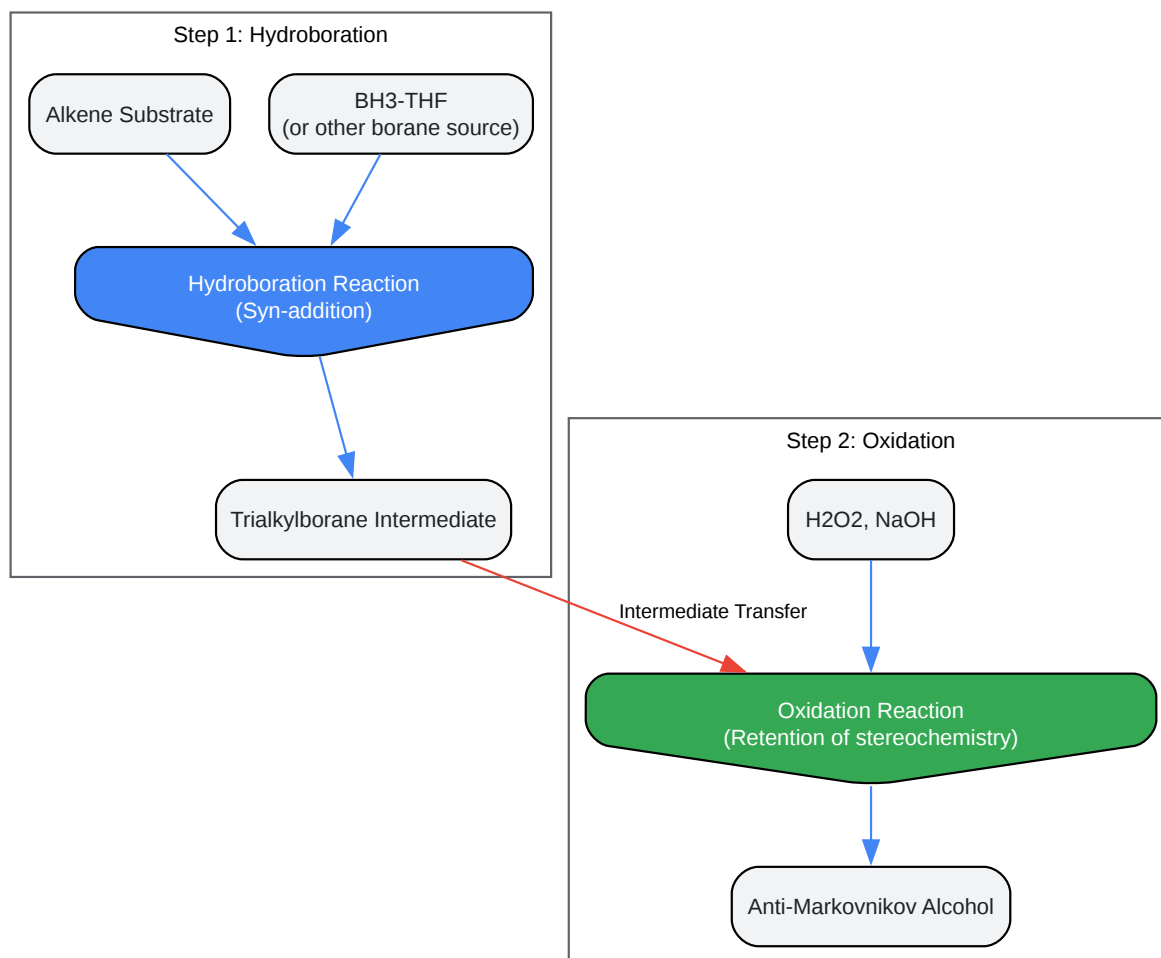 Step 1: Hydroboration
Alkene Substrate
BH3-THF
(or other borane source)
Hydroboration Reaction
(Syn-addition)
Trialkylborane Intermediate
Step 2: Oxidation
H2O2, NaOH
Intermediate Transfer
Oxidation Reaction
(Retention of stereochemistry)
Anti-Markovnikov Alcohol